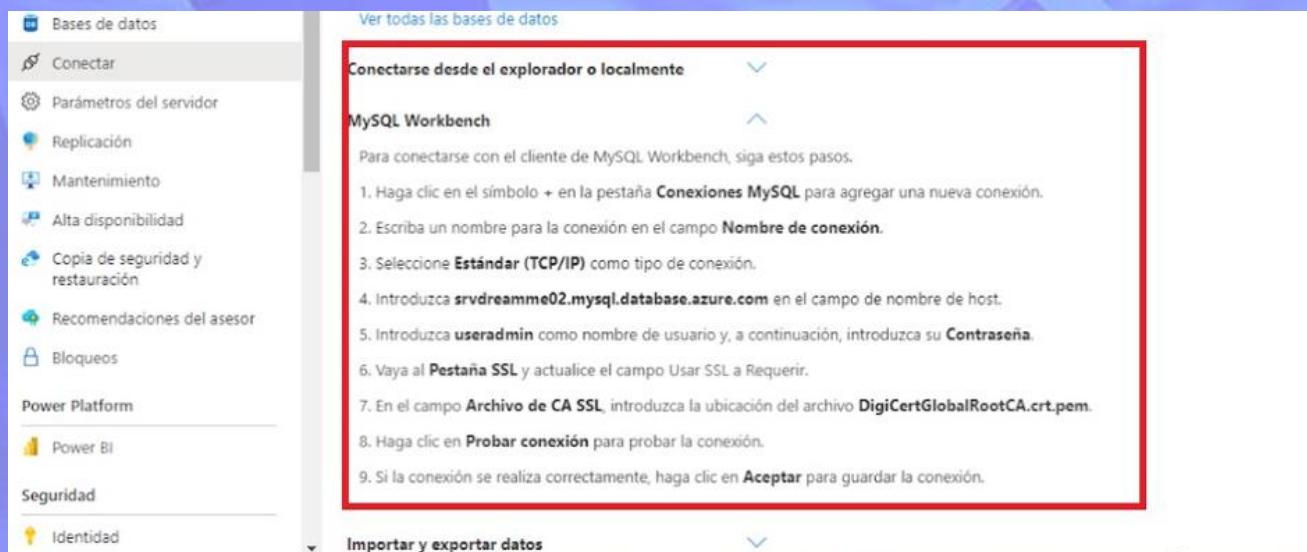 Bases de datos
Conectar
Parámetros del servidor
Replicación
Mantenimiento
Alta disponibilidad
Copia de seguridad y
restauración
Recomendaciones del asesor
Bloqueos
Power Platform
Power BI
Seguridad
Identidad
Ver todas las bases de datos
Conectarse desde el explorador o localmente
MySQL Workbench
Para conectarse con el cliente de MySQL Workbench, siga estos pasos.
1. Haga clic en el símbolo + en la pestaña Conexiones MySQL para agregar una nueva conexión.
2. Escriba un nombre para la conexión en el campo Nombre de conexión.
3. Seleccione Estándar (TCP/IP) como tipo de conexión.
4. Introduzca srvdreamme02.mysql.database.azure.com en el campo de nombre de host.
5. Introduzca useradmin como nombre de usuario y, a continuación, introduzca su Contraseña.
6. Vaya al Pestaña SSL y actualice el campo Usar SSL a Requerir.
7. En el campo Archivo de CA SSL, introduzca la ubicación del archivo DigiCertGlobalRootCA.crt.pem.
8. Haga clic en Probar conexión para probar la conexión.
9. Si la conexión se realiza correctamente, haga clic en Aceptar para guardar la conexión.
Importar y exportar datos